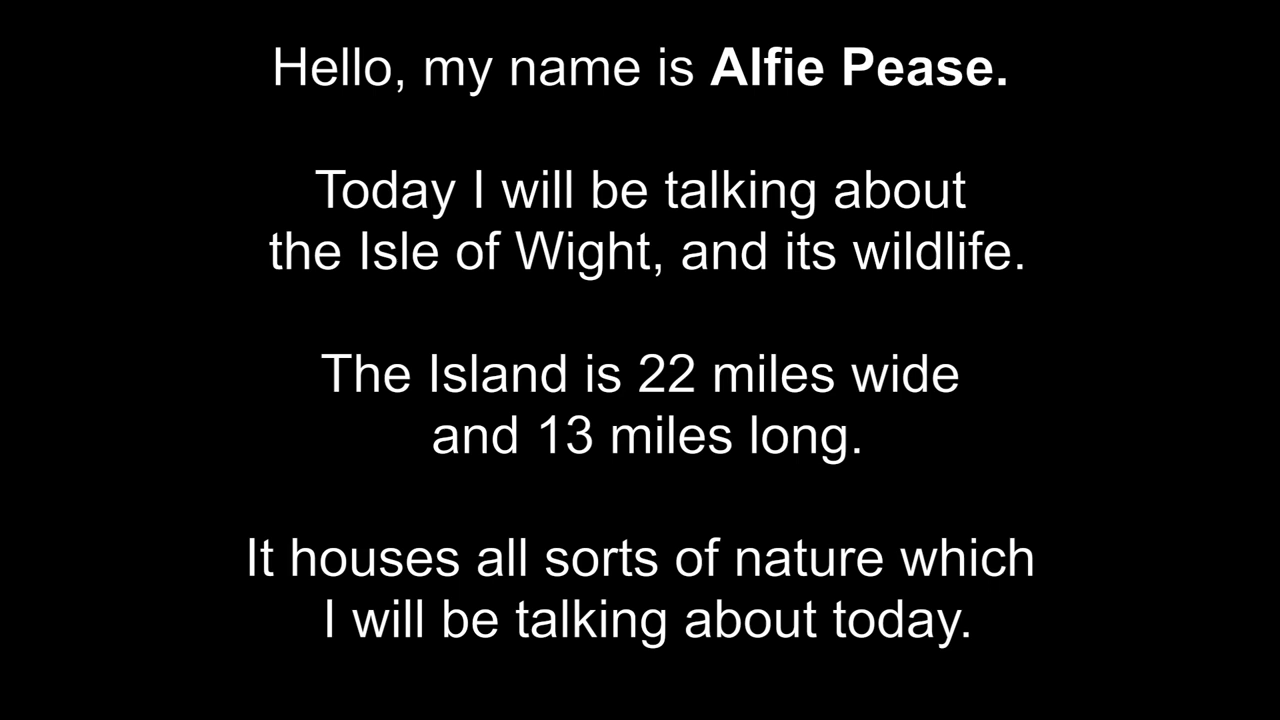 Hello, my name is Alfie Pease.
Today I will be talking about
the Isle of Wight, and its wildlife.
The Island is 22 miles wide
and 13 miles long.
It houses all sorts of nature which
I will be talking about today.